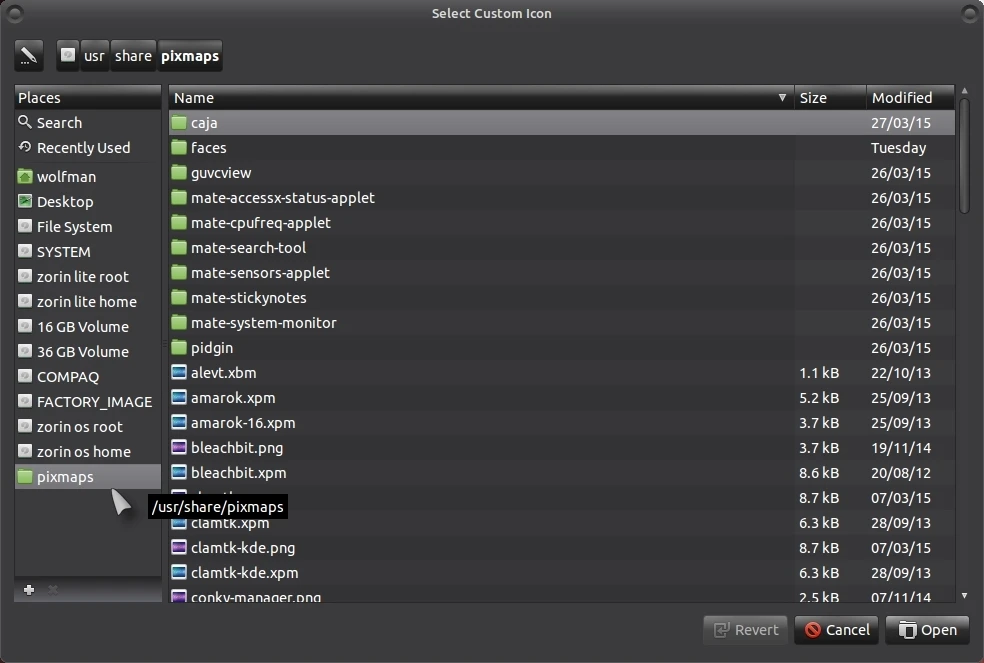 Select Custom Icon
usr share pixmaps
Places
Search
Recently Used
wolfman
Desktop
File System
SYSTEM
zorin lite root
zorin lite home
16 GB Volume
36 GB Volume
COMPAQ
FACTORY_IMAGE
zorin os root
zorin os home
pixmaps
Name Size Modified
caja 27/03/15
faces Tuesday
guvcview 26/03/15
mate-accessx-status-applet 26/03/15
mate-cpufreq-applet 26/03/15
mate-search-tool 26/03/15
mate-sensors-applet 26/03/15
mate-stickynotes 26/03/15
mate-system-monitor 26/03/15
pidgin 26/03/15
alevt.xbm 1.1 kB 22/10/13
amarok.xpm 5.2 kB 25/09/13
amarok-16.xpm 3.7 kB 25/09/13
bleachbit.png 3.7 kB 19/11/14
bleachbit.xpm 8.6 kB 20/08/12
8.7 kB 07/03/15
/usr/share/pixmaps
clamtk.xpm 6.3 kB 28/09/13
clamtk-kde.png 8.7 kB 07/03/15
clamtk-kde.xpm 6.3 kB 28/09/13
conky-manager.png 2.5 kB 07/11/14
Revert Cancel Open